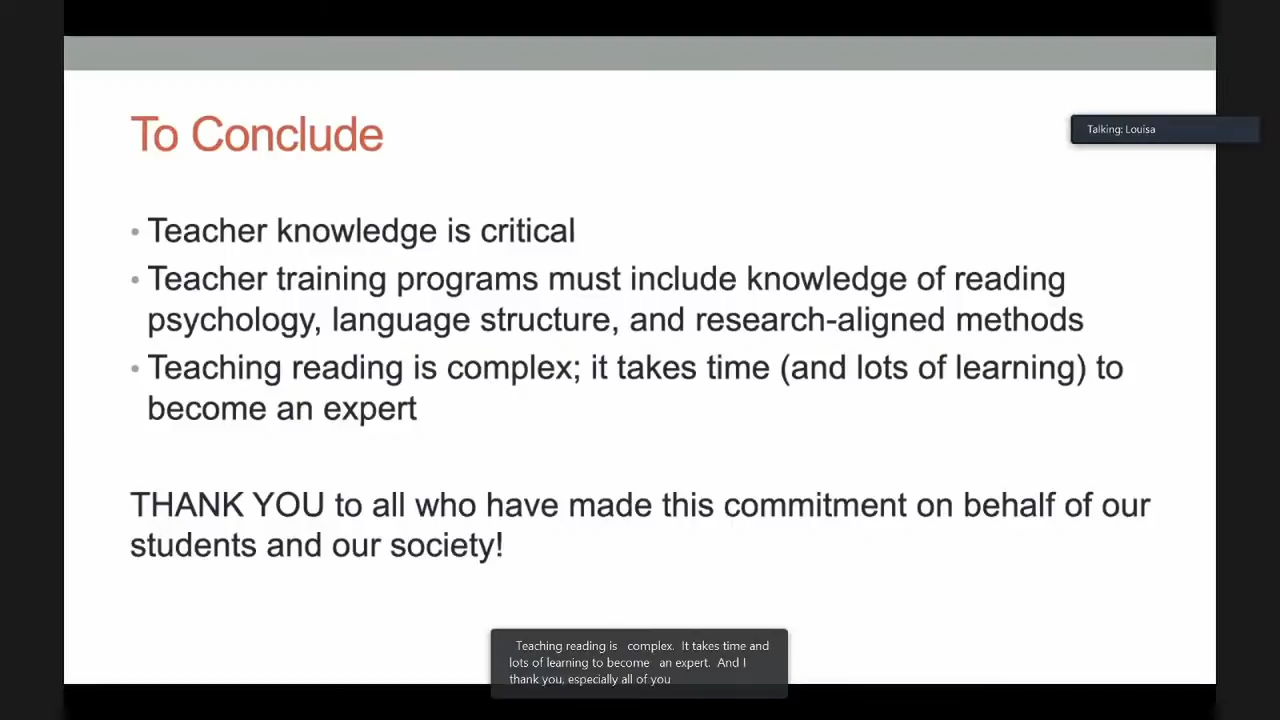 To Conclude
Talking: Louisa
• Teacher knowledge is critical
• Teacher training programs must include knowledge of reading
psychology, language structure, and research-aligned methods
• Teaching reading is complex; it takes time (and lots of learning) to
become an expert
THANK YOU to all who have made this commitment on behalf of our
students and our society!
Teaching reading is complex. It takes time and
lots of learning to become an expert. And I
thank you, especially all of you